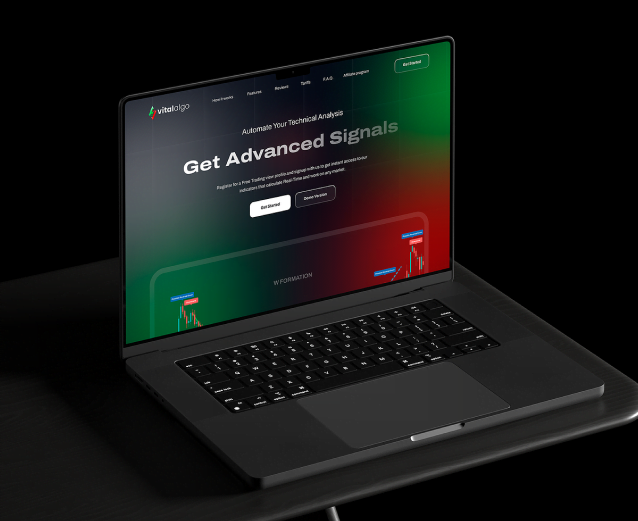 vitalalgo
How it works
Features
Reviews
Tariffs
F.A.Q
Affiliate program
Get Started
Automate Your Technical Analysis
Get Advanced Signals
Register for a Free Trading view profile and signup with us to get instant access to our
indicators that calculate Real-Time and work on any market.
Get Started
Demo Version
W FORMATION